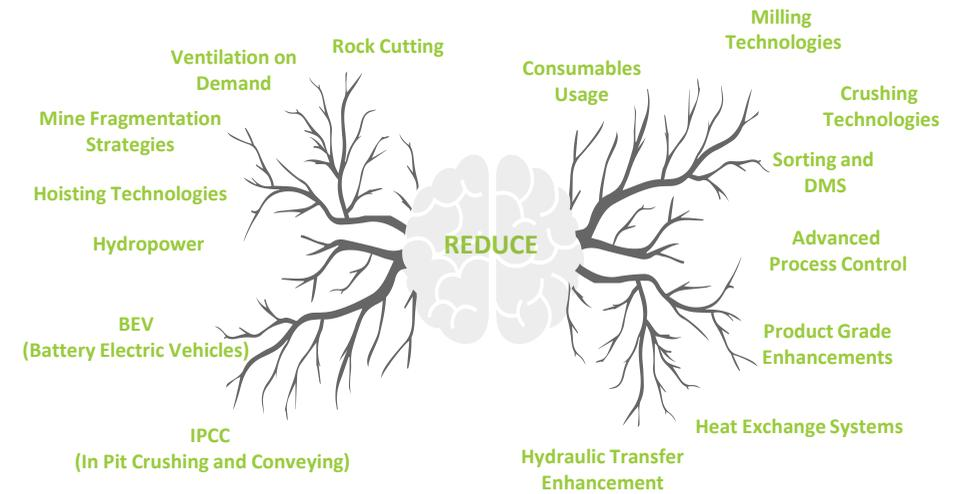 Rock Cutting
Ventilation on
Demand
Mine Fragmentation
Strategies
Hoisting Technologies
Hydropower
BEV
(Battery Electric Vehicles)
IPCC
(In Pit Crushing and Conveying)
REDUCE
Milling
Technologies
Consumables
Usage
Crushing
Technologies
Sorting and
DMS
Advanced
Process Control
Product Grade
Enhancements
Heat Exchange Systems
Hydraulic Transfer
Enhancement